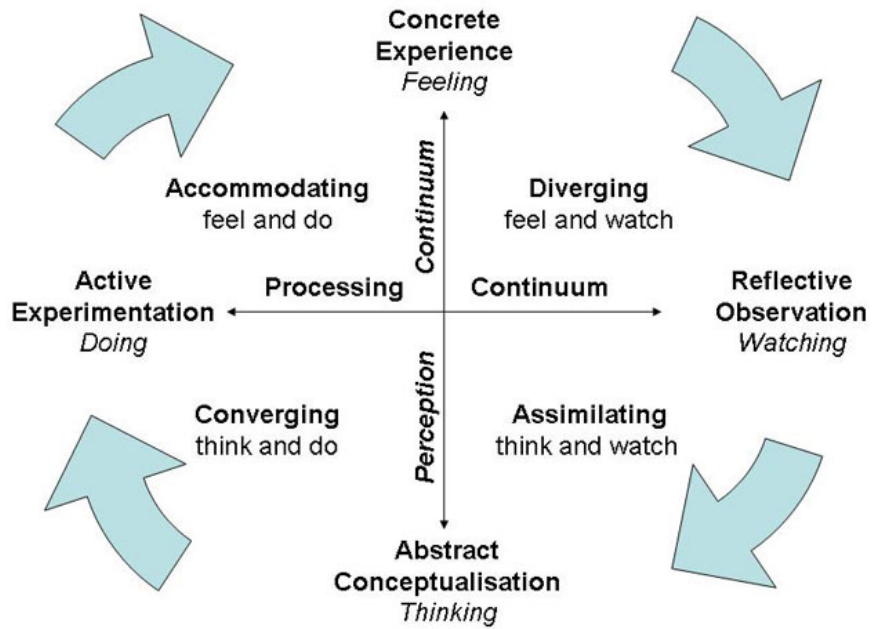 Concrete
Experience
Feeling
Accommodating
feel and do
Diverging
feel and watch
Continuum
Active
Experimentation
Doing
Processing
Continuum
Reflective
Observation
Watching
Converging
think and do
Perception
Assimilating
think and watch
Abstract
Conceptualisation
Thinking